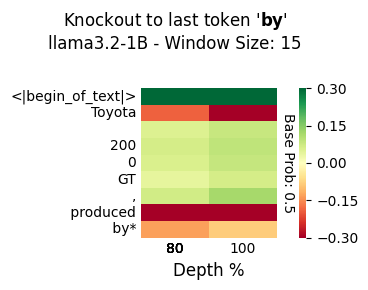 Knockout to last token 'by'
llama3.2-1B - Window Size: 15
<|begin_of_text|>
Toyota
200
0
GT
,
produced
by*
80 100
Depth %
Base Prob: 0.5
0.30
0.15
0.00
−0.15
−0.30